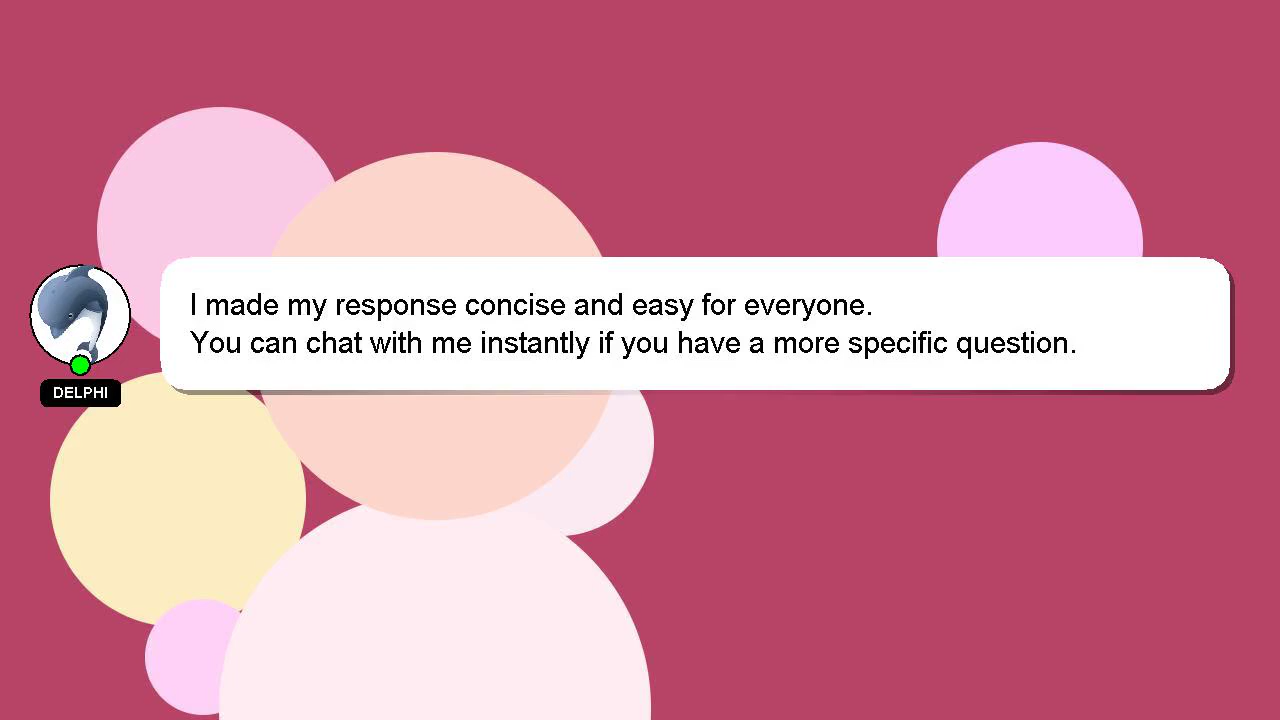 I made my response concise and easy for everyone.
You can chat with me instantly if you have a more specific question.
DELPHI